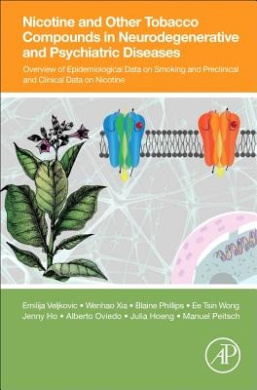 Nicotine and Other Tobacco
Compounds in Neurodegenerative
and Psychiatric Diseases
Overview of Epidemiological Data on Smoking and Preclinical
and Clinical Data on Nicotine
Emilija Veljkovic • Wenhao Xia • Blaine Phillips • Ee Tsin Wong
Jenny Ho • Alberto Oviedo • Julia Hoeng • Manuel Peitsch